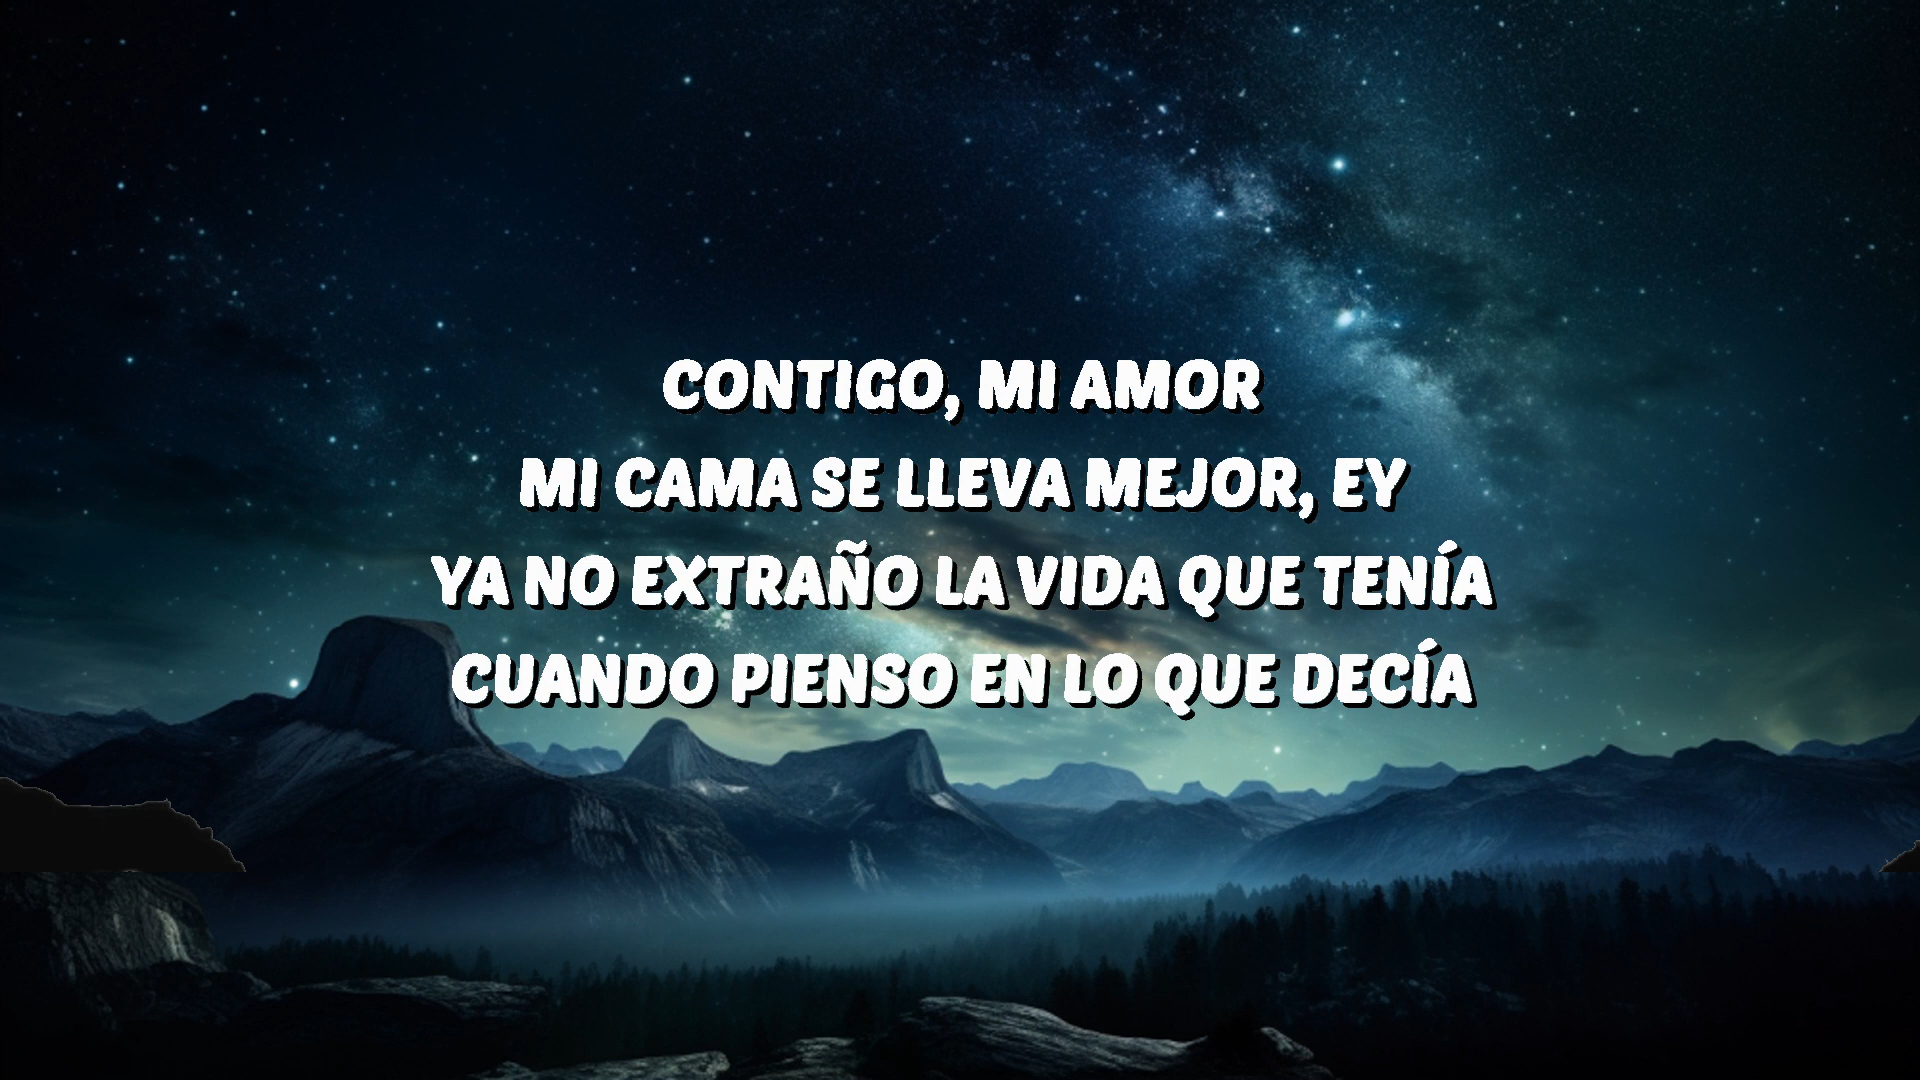 CONTIGO, MI AMOR
MI CAMA SE LLEVA MEJOR, EY
YA NO EXTRAÑO LA VIDA QUE TENÍA
CUANDO PIENSO EN LO QUE DECÍA